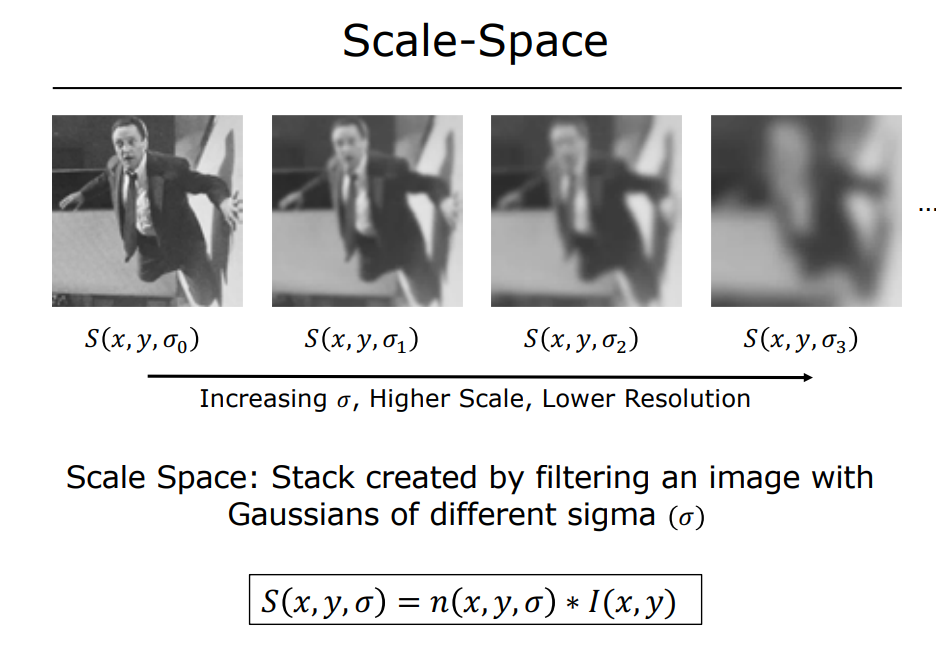 Scale-Space
S(x, y, σ₀)
S(x, y, σ₁)
S(x, y, σ₂)
S(x, y, σ₃)
...
Increasing σ, Higher Scale, Lower Resolution
Scale Space: Stack created by filtering an image with
Gaussians of different sigma (σ)
S(x, y, σ) = n(x, y, σ) ∗ I(x, y)